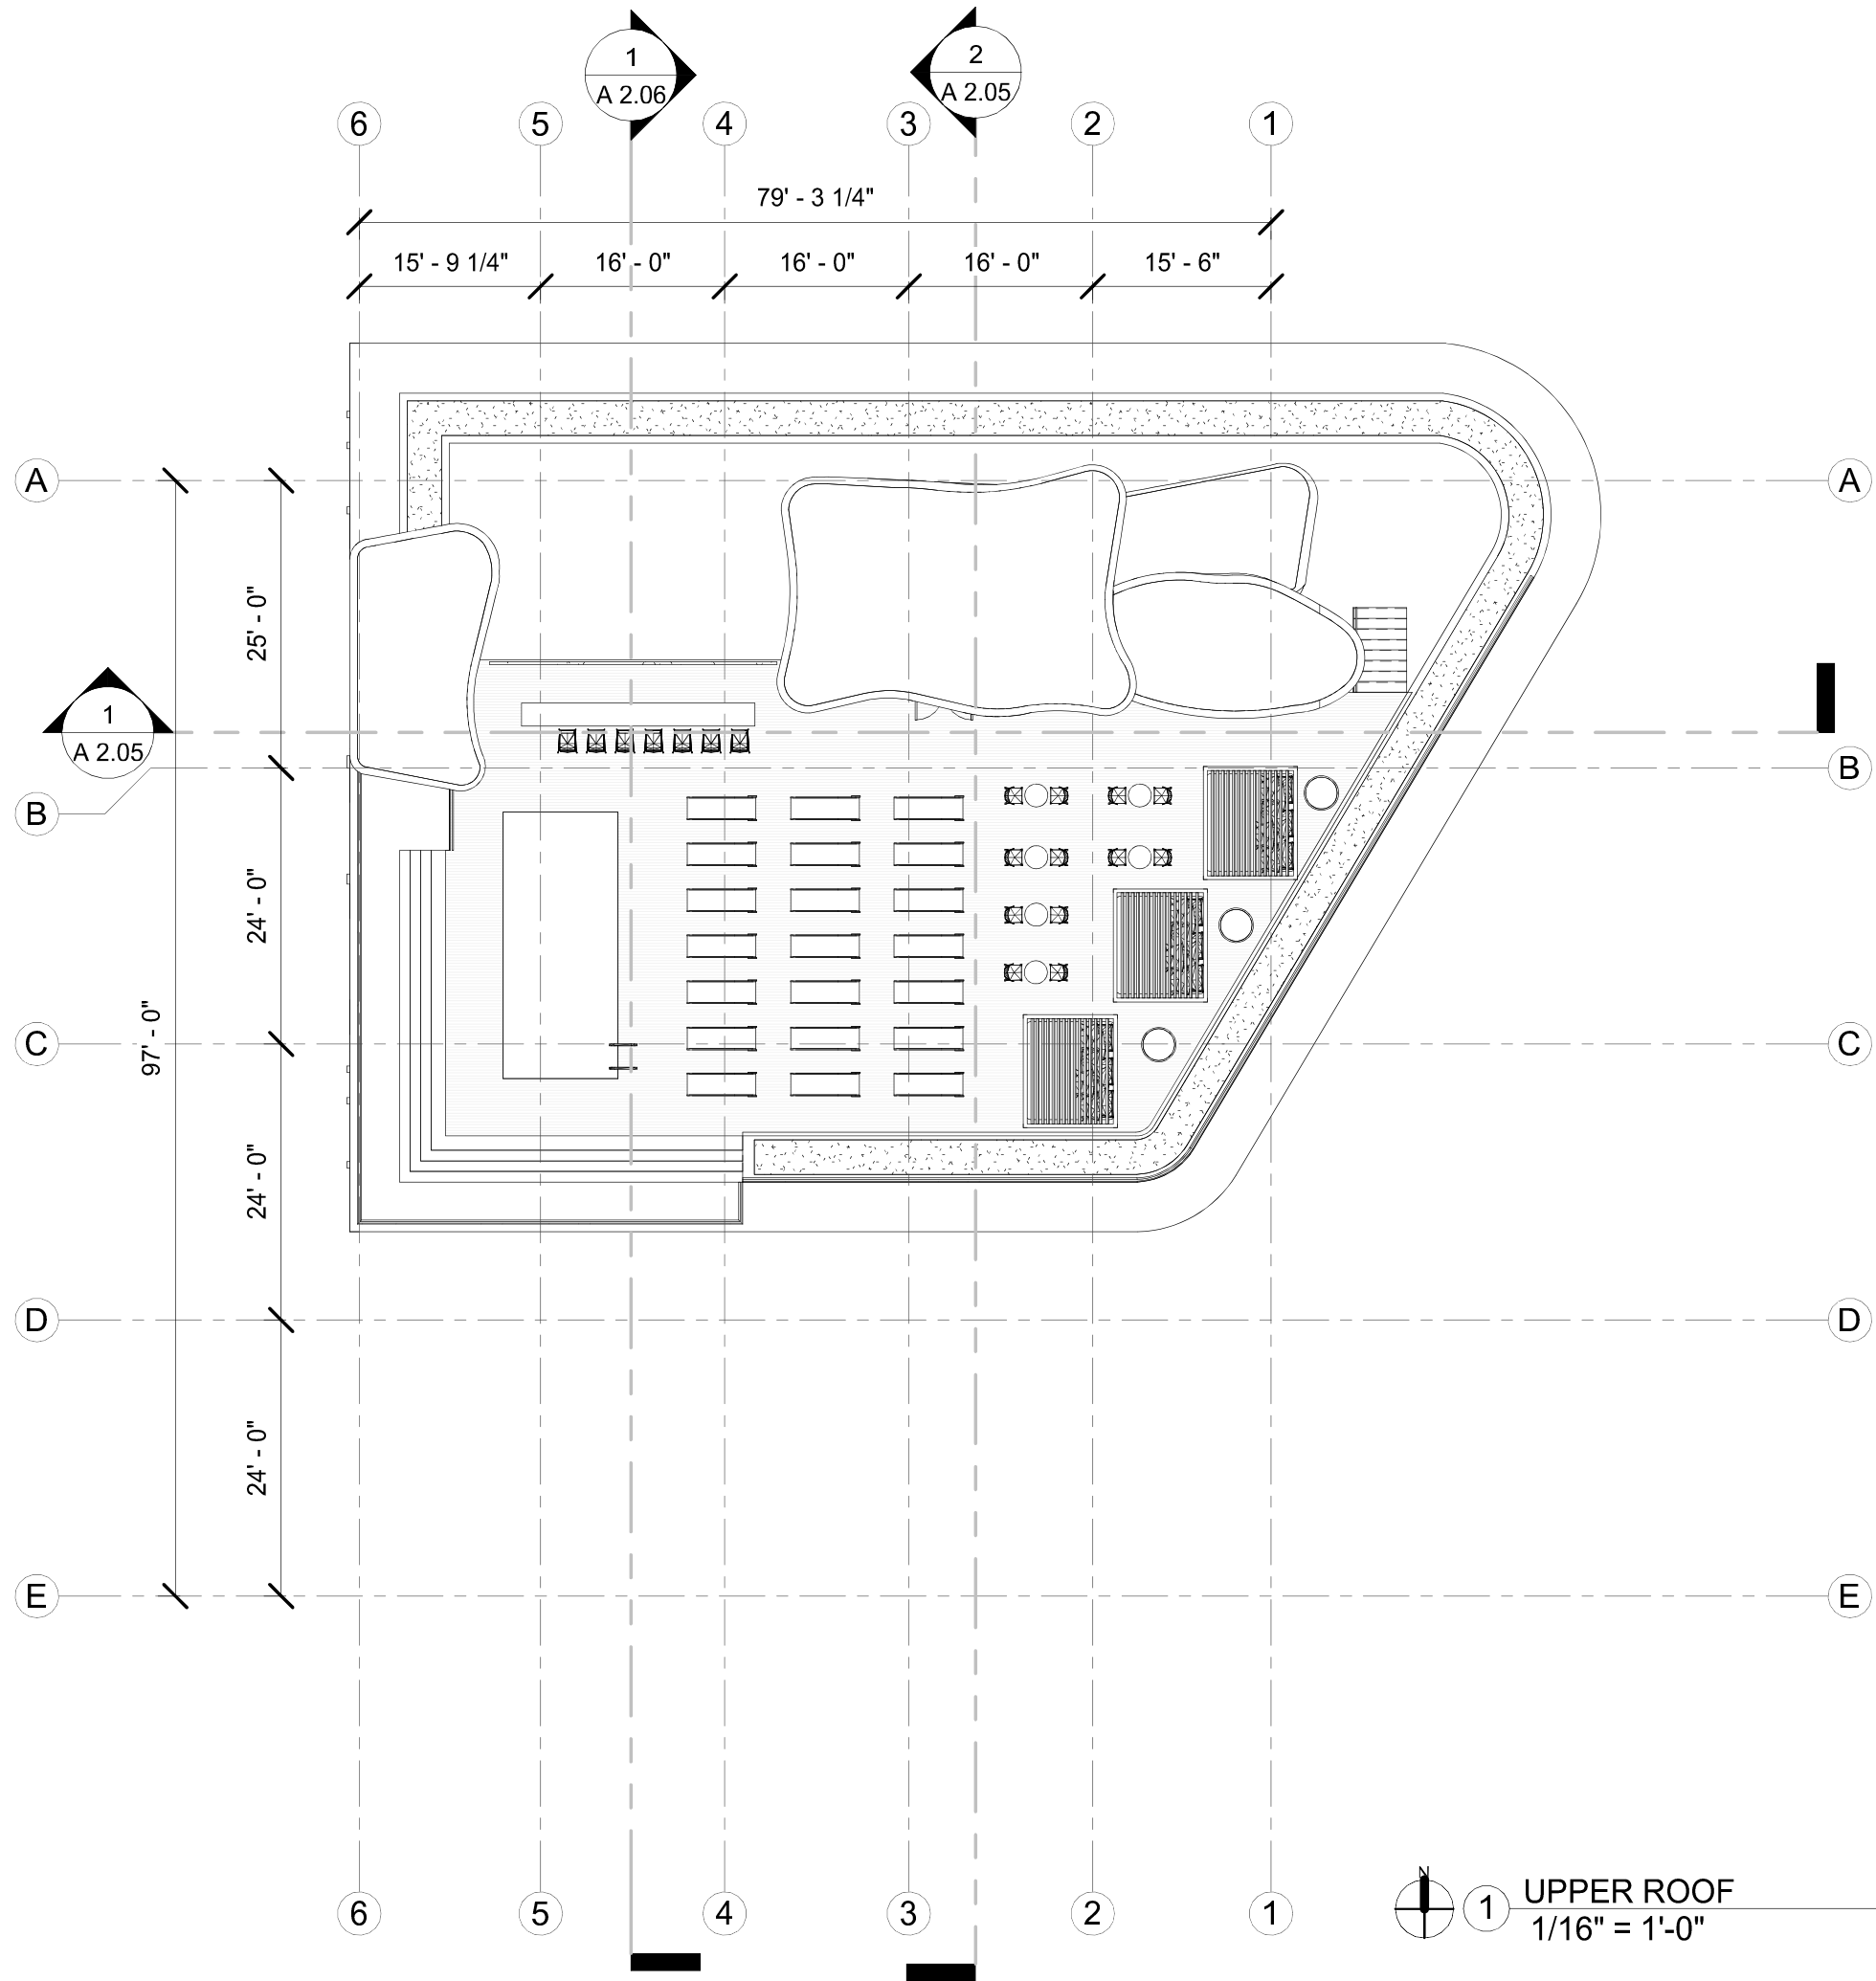 1
A 2.06
2
A 2.05
6
5
4
3
2
1
79' - 3 1/4"
15' - 9 1/4"
16' - 0"
16' - 0"
16' - 0"
15' - 6"
A
A
25' - 0"
1
A 2.05
B
B
24' - 0"
97' - 0"
C
C
24' - 0"
D
D
24' - 0"
E
E
6
5
4
3
2
1
N
1
UPPER ROOF
1/16" = 1'-0"